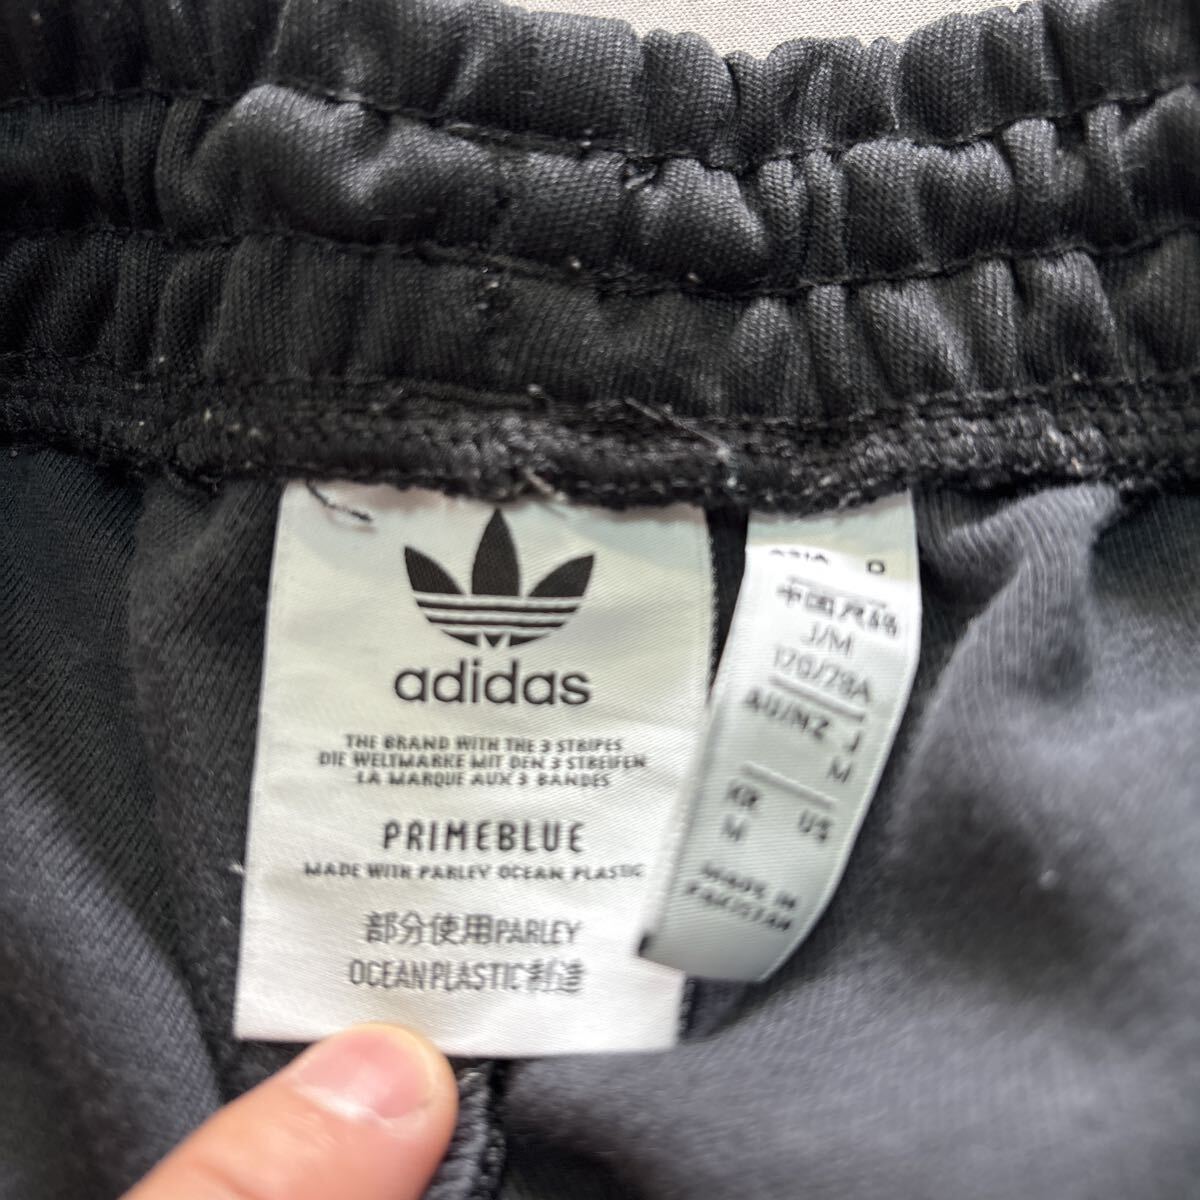 adidas
THE BRAND WITH THE 3 STRIPES
DIE WELTMARKE MIT DEN 3 STREIFEN
LA MARQUE AUX 3 BANDES
PRIMEBLUE
MADE WITH PARLEY OCEAN PLASTIC
部分使用PARLEY
OCEAN PLASTIC制造
ASIA D
中国尺码
J/M
170/78A
AU/NZ J
M
KR US
M
MADE IN
PAKISTAN